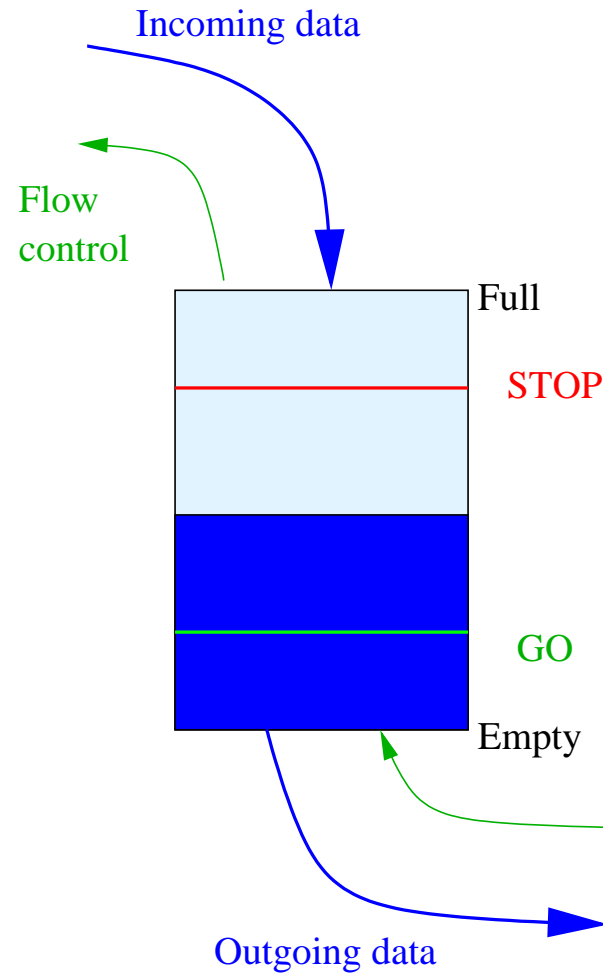 Incoming data
Flow
control
Full
STOP
GO
Empty
Outgoing data